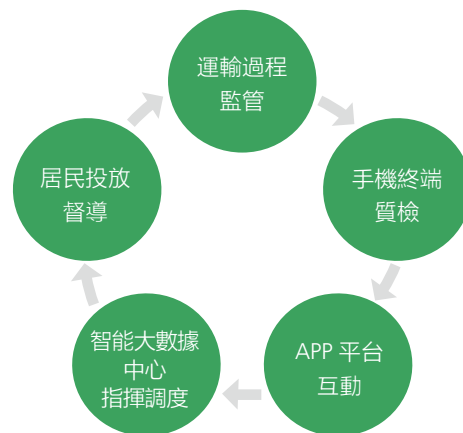 運輸過程
監管
手機終端
質檢
APP 平台
互動
智能大數據
中心
指揮調度
居民投放
督導